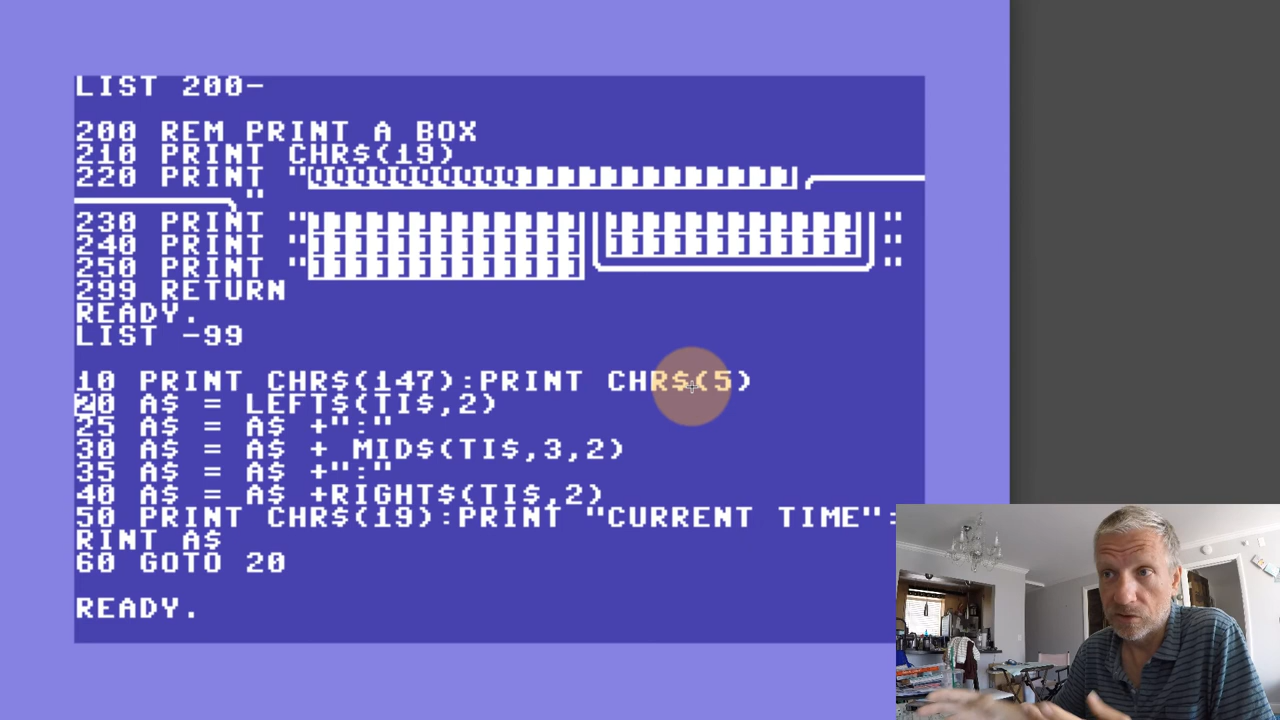 LIST 200-
200 REM PRINT A BOX
210 PRINT CHR$(19)
220 PRINT "QQQQQQQQQQ]]]]]]]]]]]]]
"
230 PRINT "
240 PRINT "
250 PRINT "
299 RETURN
READY.
LIST -99
10 PRINT CHR$(147):PRINT CHR$(5)
20 A$ = LEFT$(TI$,2)
25 A$ = A$ +":"
30 A$ = A$ + MID$(TI$,3,2)
35 A$ = A$ +":"
40 A$ = A$ +RIGHT$(TI$,2)
50 PRINT CHR$(19):PRINT "CURRENT TIME":
RINT A$
60 GOTO 20
READY.